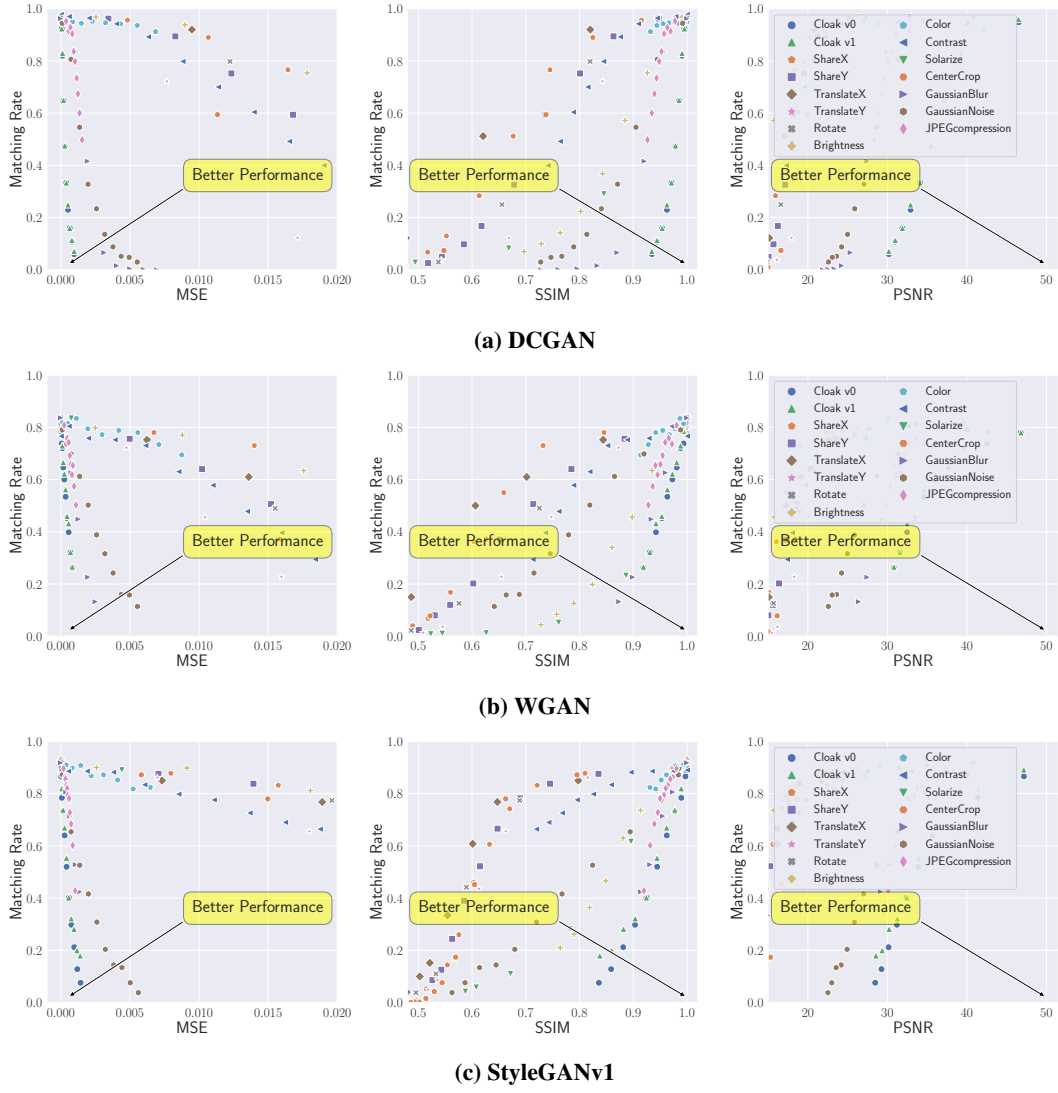 Matching Rate
1.0
0.8
0.6
0.4
0.2
0.0
Better Performance
0.000 0.005 0.010 0.015 0.020
MSE
Matching Rate
1.0
0.8
0.6
0.4
0.2
0.0
Better Performance
0.5 0.6 0.7 0.8 0.9 1.0
SSIM
Matching Rate
1.0
0.8
0.6
0.4
0.2
0.0
Cloak v0 Color
Cloak v1 Contrast
ShareX Solarize
ShareY CenterCrop
TranslateX GaussianBlur
TranslateY GaussianNoise
Rotate JPEGcompression
Brightness
Better Performance
20 30 40 50
PSNR
(a) DCGAN
Matching Rate
1.0
0.8
0.6
0.4
0.2
0.0
Better Performance
0.000 0.005 0.010 0.015 0.020
MSE
Matching Rate
1.0
0.8
0.6
0.4
0.2
0.0
Better Performance
0.5 0.6 0.7 0.8 0.9 1.0
SSIM
Matching Rate
1.0
0.8
0.6
0.4
0.2
0.0
Cloak v0 Color
Cloak v1 Contrast
ShareX Solarize
ShareY CenterCrop
TranslateX GaussianBlur
TranslateY GaussianNoise
Rotate JPEGcompression
Brightness
Better Performance
20 30 40 50
PSNR
(b) WGAN
Matching Rate
1.0
0.8
0.6
0.4
0.2
0.0
Better Performance
0.000 0.005 0.010 0.015 0.020
MSE
Matching Rate
1.0
0.8
0.6
0.4
0.2
0.0
Better Performance
0.5 0.6 0.7 0.8 0.9 1.0
SSIM
Matching Rate
1.0
0.8
0.6
0.4
0.2
0.0
Cloak v0 Color
Cloak v1 Contrast
ShareX Solarize
ShareY CenterCrop
TranslateX GaussianBlur
TranslateY GaussianNoise
Rotate JPEGcompression
Brightness
Better Performance
20 30 40 50
PSNR
(c) StyleGANv1